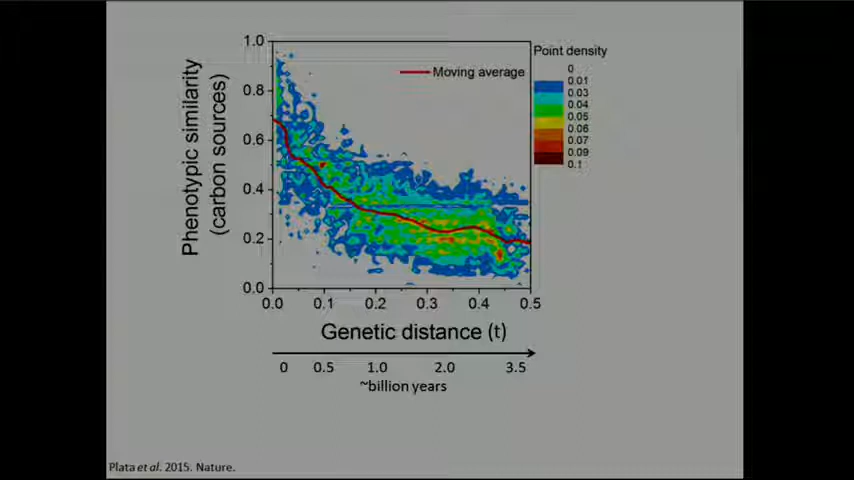 1.0
0.8
0.6
0.4
0.2
0.0
Phenotypic similarity
(carbon sources)
Moving average
Point density
0
0.01
0.03
0.04
0.05
0.06
0.07
0.09
0.1
0.0 0.1 0.2 0.3 0.4 0.5
Genetic distance (t)
0 0.5 1.0 2.0 3.5
~billion years
Plata et al. 2015. Nature.